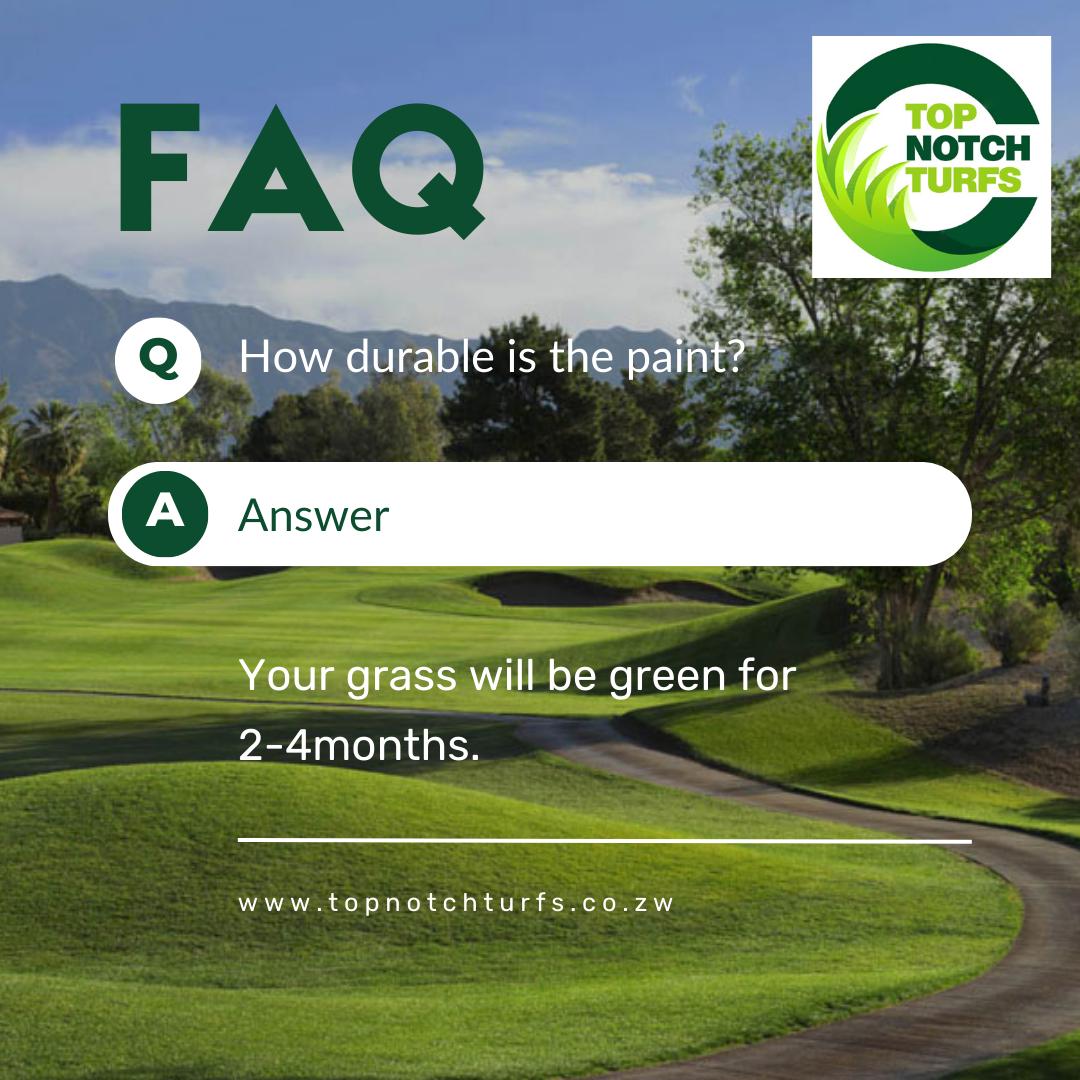 FAQ
TOP
NOTCH
TURFS
Q
How durable is the paint?
A
Answer
Your grass will be green for
2-4months.
www.topnotchturfs.co.zw